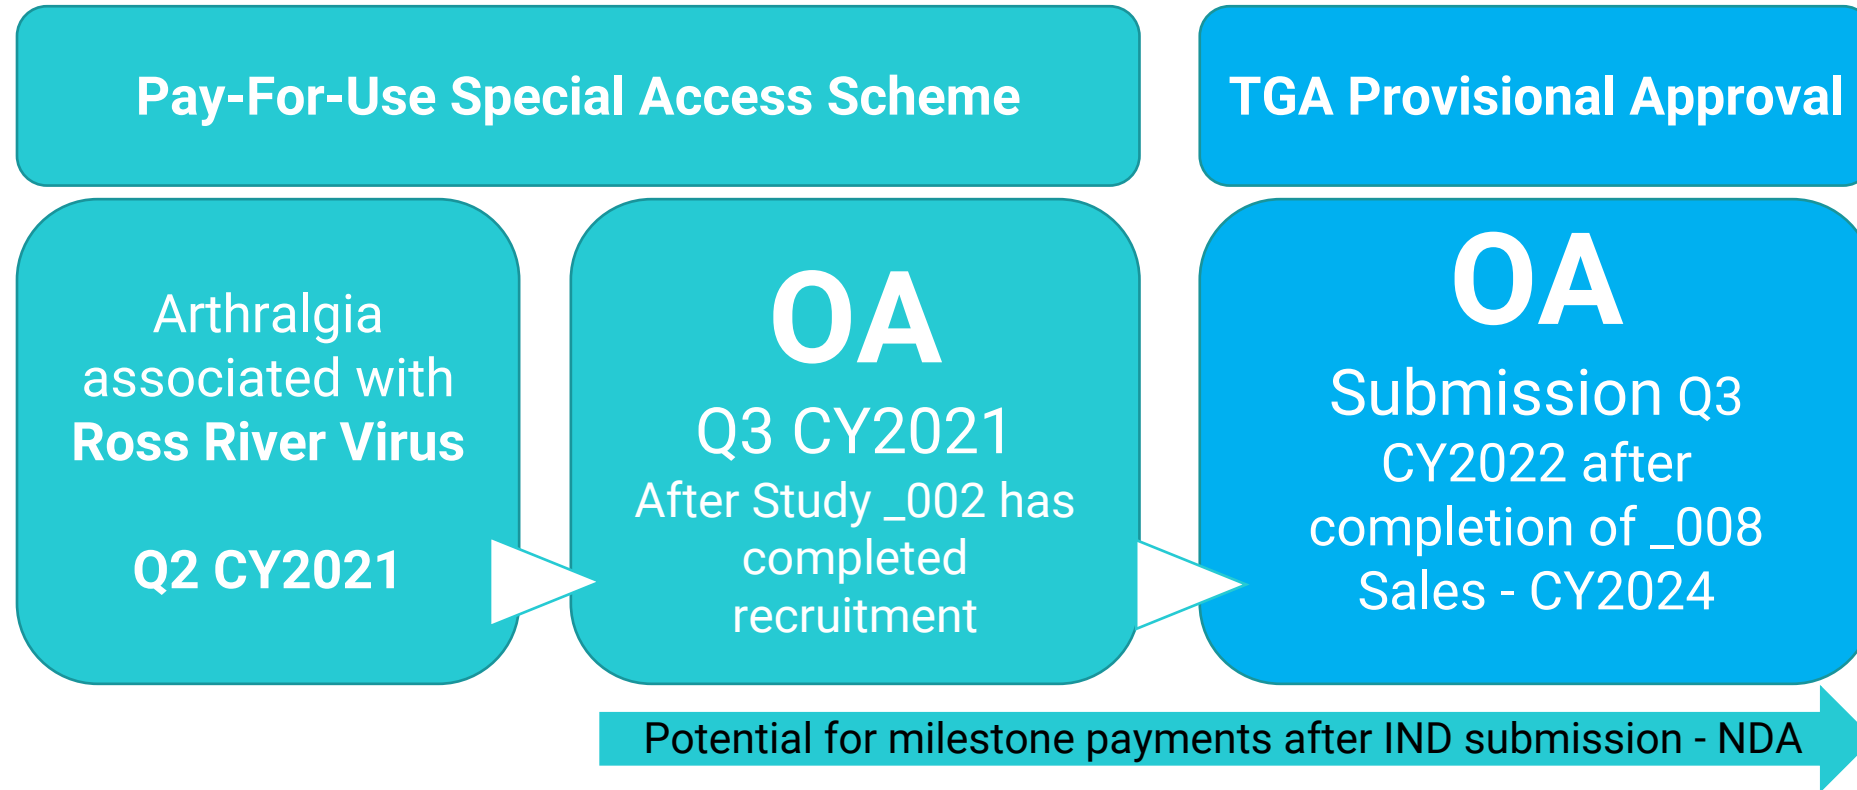 Pay-For-Use Special Access Scheme
TGA Provisional Approval
Arthralgia
associated with
Ross River Virus
Q2 CY2021
OA
Q3 CY2021
After Study _002 has
completed
recruitment
OA
Submission Q3
CY2022 after
completion of _008
Sales - CY2024
Potential for milestone payments after IND submission - NDA